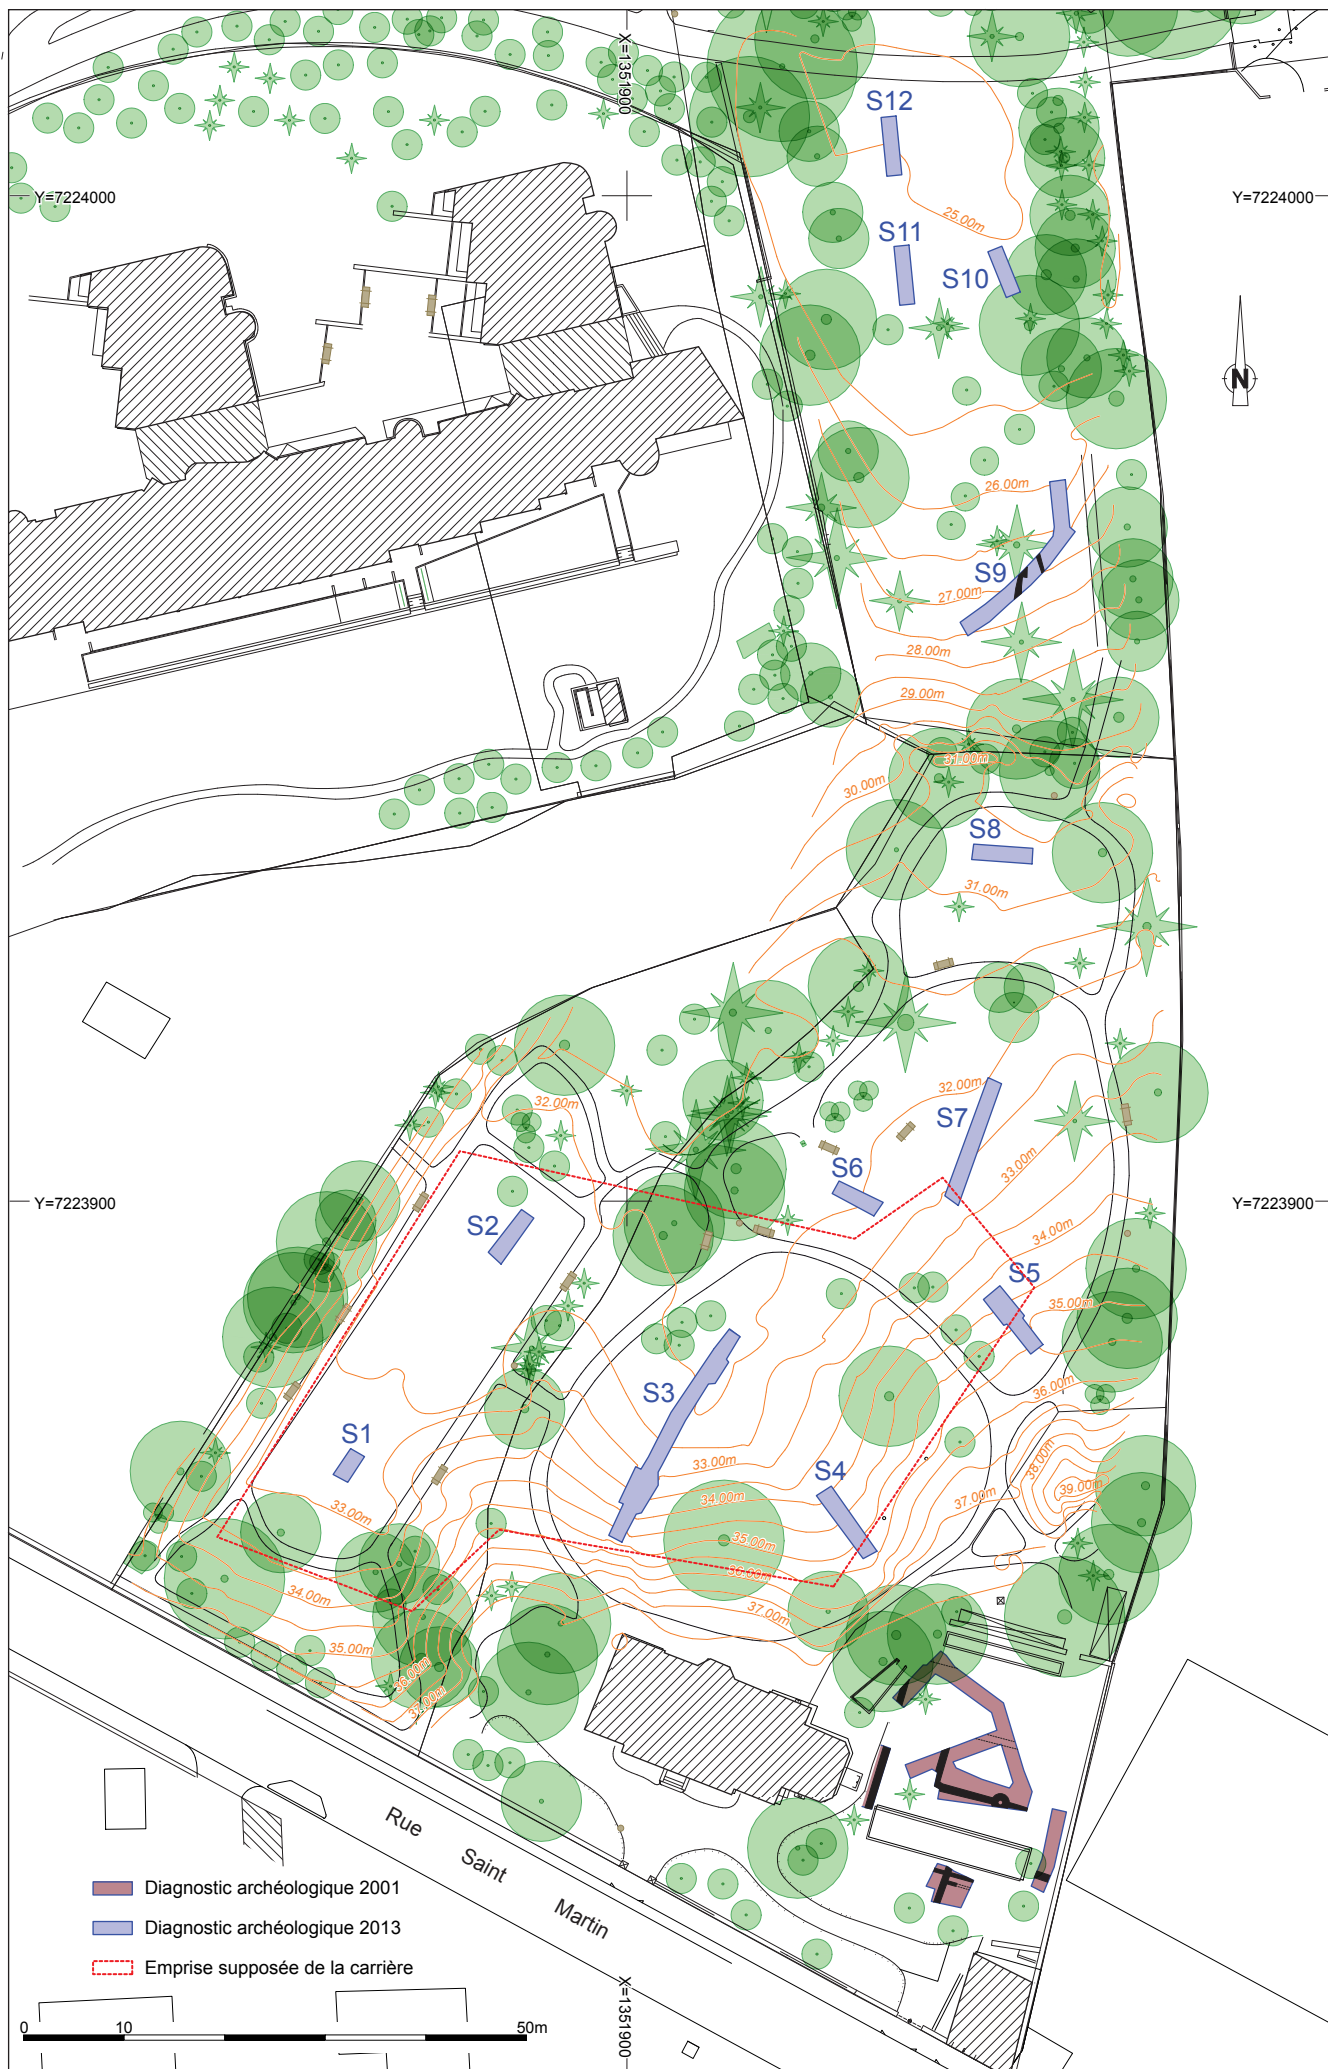 X=1351900
S12
Y=7224000
Y=7224000
25.00m
S11
S10
N
26.00m
S9
27.00m
28.00m
29.00m
31.00m
30.00m
S8
31.00m
32.00m
32.00m
S7
33.00m
S6
Y=7223900
Y=7223900
S2
34.00m
S5
35.00m
36.00m
S3
S1
33.00m
S4
38.00m
39.00m
37.00m
34.00m
33.00m
35.00m
36.00m
34.00m
37.00m
35.00m
36.00m
37.00m
Rue
Saint
Martin
Diagnostic archéologique 2001
Diagnostic archéologique 2013
Emprise supposée de la carrière
X=1351900
0 10 50m